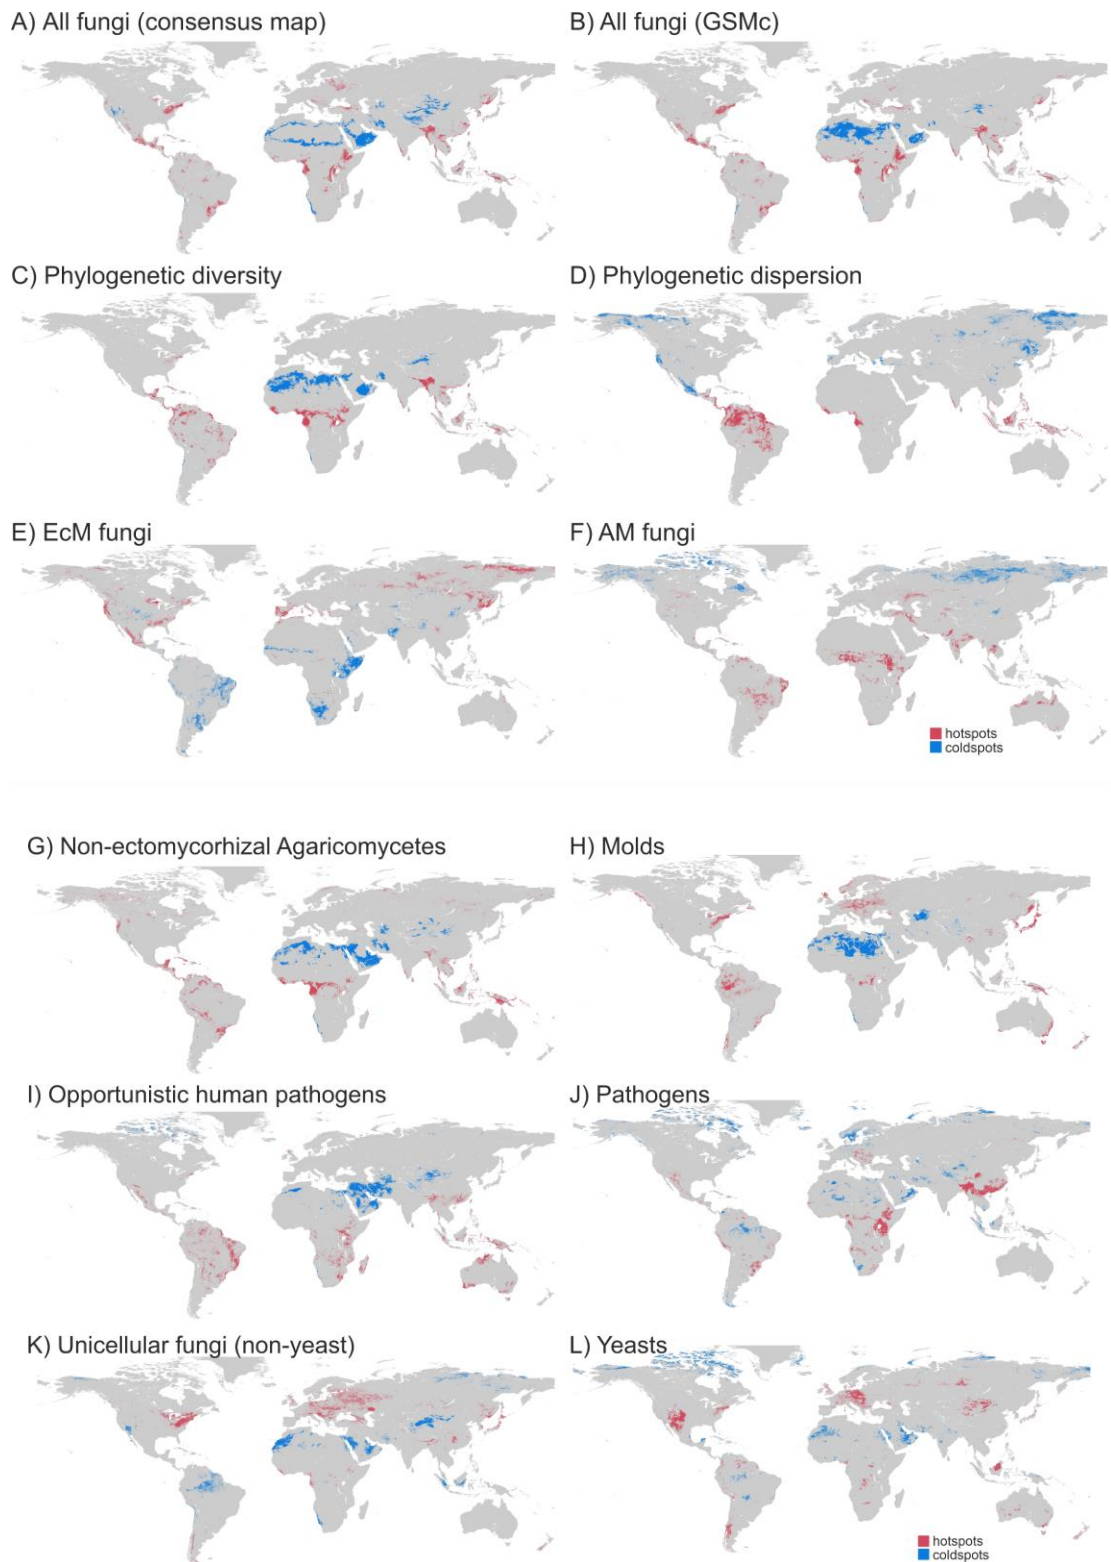 A) All fungi (consensus map)
B) All fungi (GSMc)
C) Phylogenetic diversity
D) Phylogenetic dispersion
E) EcM fungi
F) AM fungi
hotspots
coldspots
G) Non-ectomycorhizal Agaricomycetes
H) Molds
I) Opportunistic human pathogens
J) Pathogens
K) Unicellular fungi (non-yeast)
L) Yeasts
hotspots
coldspots